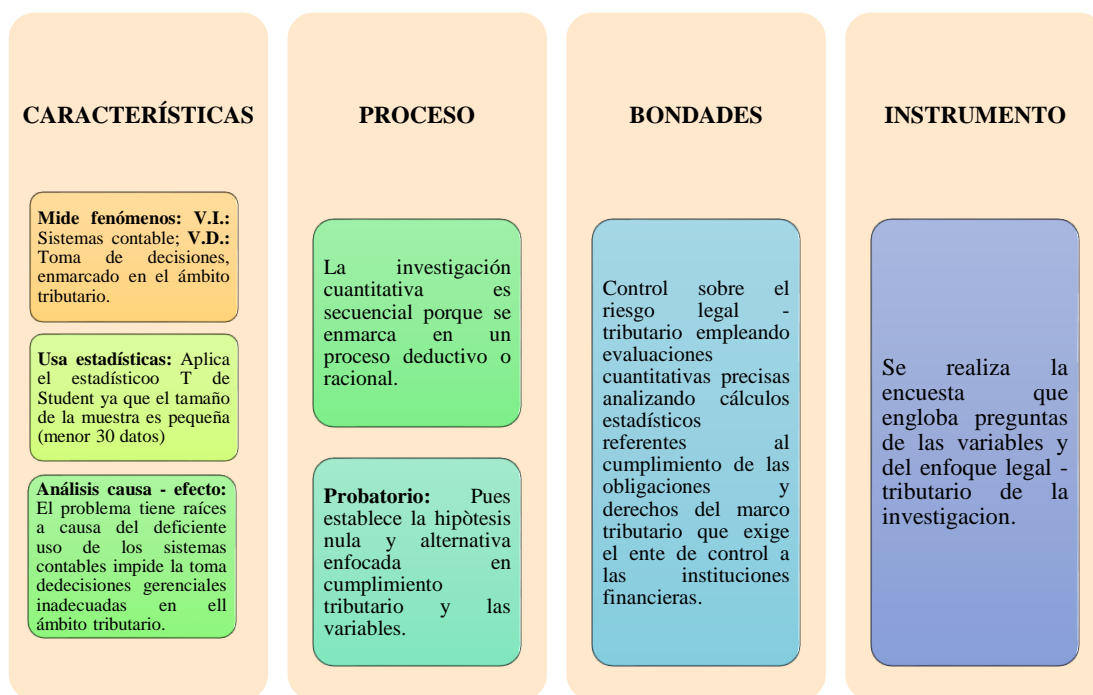 CARACTERÍSTICAS
Mide fenómenos: V.I.:
Sistemas contable; V.D.:
Toma de decisiones,
enmarcado en el ámbito
tributario.
Usa estadísticas: Aplica
el estadísticoo T de
Student ya que el tamaño
de la muestra es pequeña
(menor 30 datos)
Análisis causa - efecto:
El problema tiene raíces
a causa del deficiente
uso de los sistemas
contables impide la toma
dedecisiones gerenciales
inadecuadas en ell
ámbito tributario.
PROCESO
La investigación
cuantitativa es
secuencial porque se
enmarca en un
proceso deductivo o
racional.
Probatorio: Pues
establece la hipòtesis
nula y alternativa
enfocada en
cumplimiento
tributario y las
variables.
BONDADES
Control sobre el
riesgo legal -
tributario empleando
evaluaciones
cuantitativas precisas
analizando cálculos
estadísticos
referentes al
cumplimiento de las
obligaciones y
derechos del marco
tributario que exige
el ente de control a
las instituciones
financieras.
INSTRUMENTO
Se realiza la
encuesta que
engloba preguntas
de las variables y
del enfoque legal -
tributario de la
investigacion.